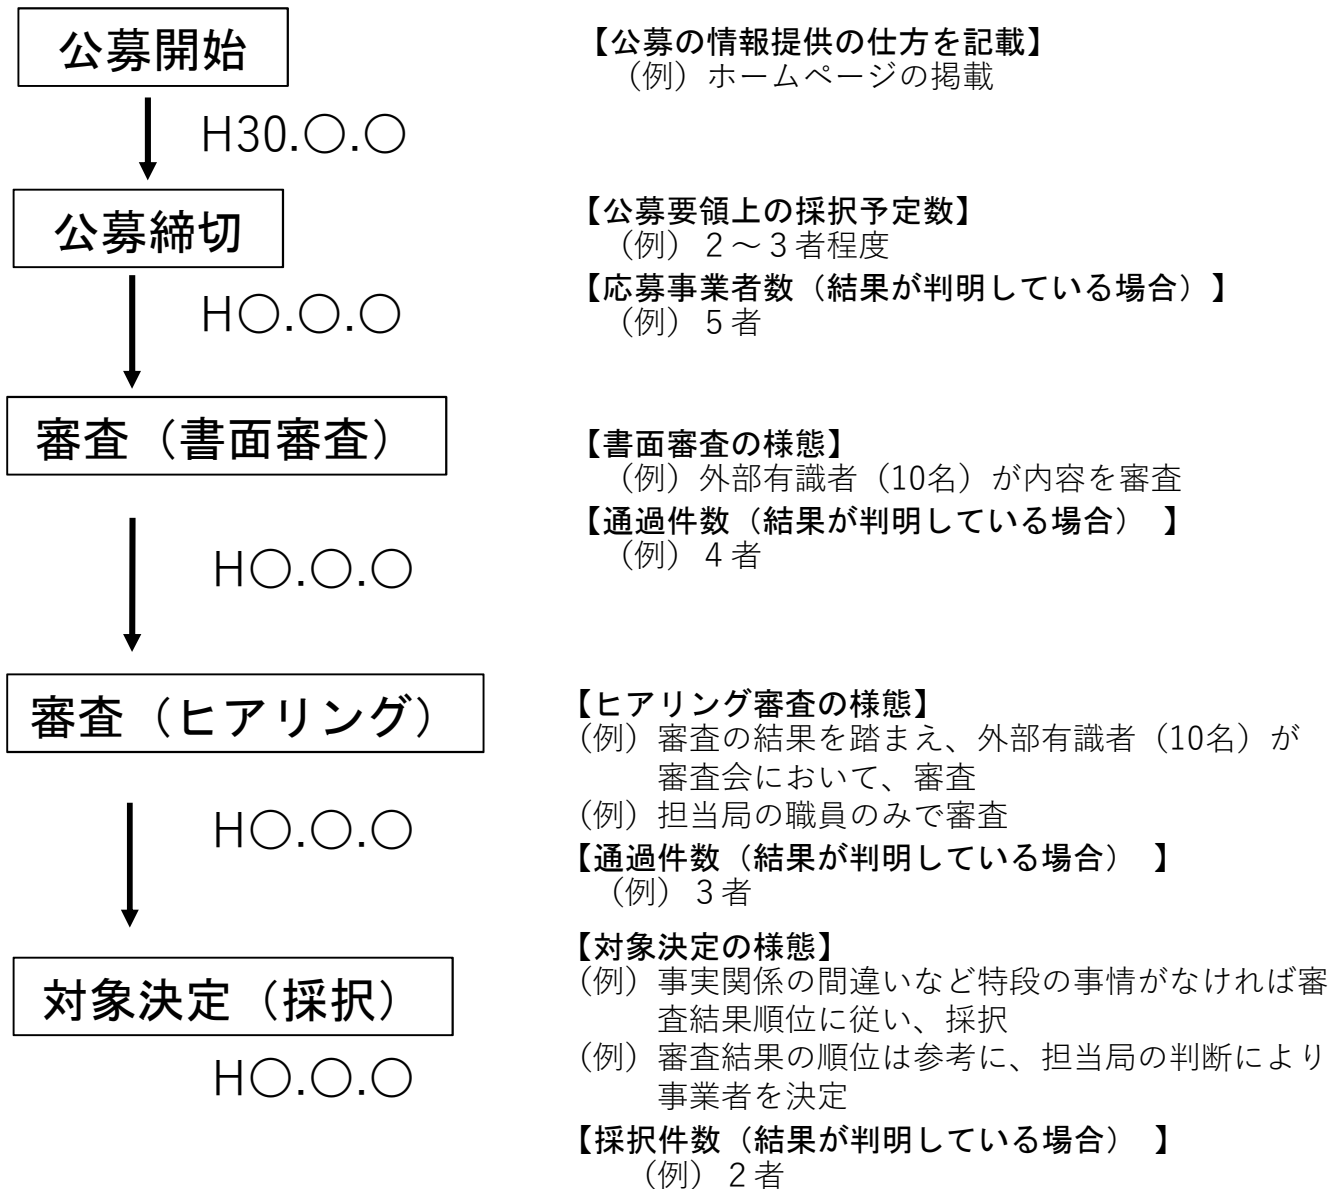 公募開始
【公募の情報提供の仕方を記載】
（例）ホームページの掲載
H30.○.○
公募締切
【公募要領上の採択予定数】
（例）２～３者程度
【応募事業者数（結果が判明している場合）】
（例）５者
H○.○.○
審査（書面審査）
【書面審査の様態】
（例）外部有識者（10名）が内容を審査
【通過件数（結果が判明している場合）　】
（例）４者
H○.○.○
審査（ヒアリング）
【ヒアリング審査の様態】
（例）審査の結果を踏まえ、外部有識者（10名）が
審査会において、審査
（例）担当局の職員のみで審査
【通過件数（結果が判明している場合）　】
（例）３者
H○.○.○
対象決定（採択）
【対象決定の様態】
（例）事実関係の間違いなど特段の事情がなければ審
査結果順位に従い、採択
（例）審査結果の順位は参考に、担当局の判断により
事業者を決定
【採択件数（結果が判明している場合）　】
（例）２者
H○.○.○